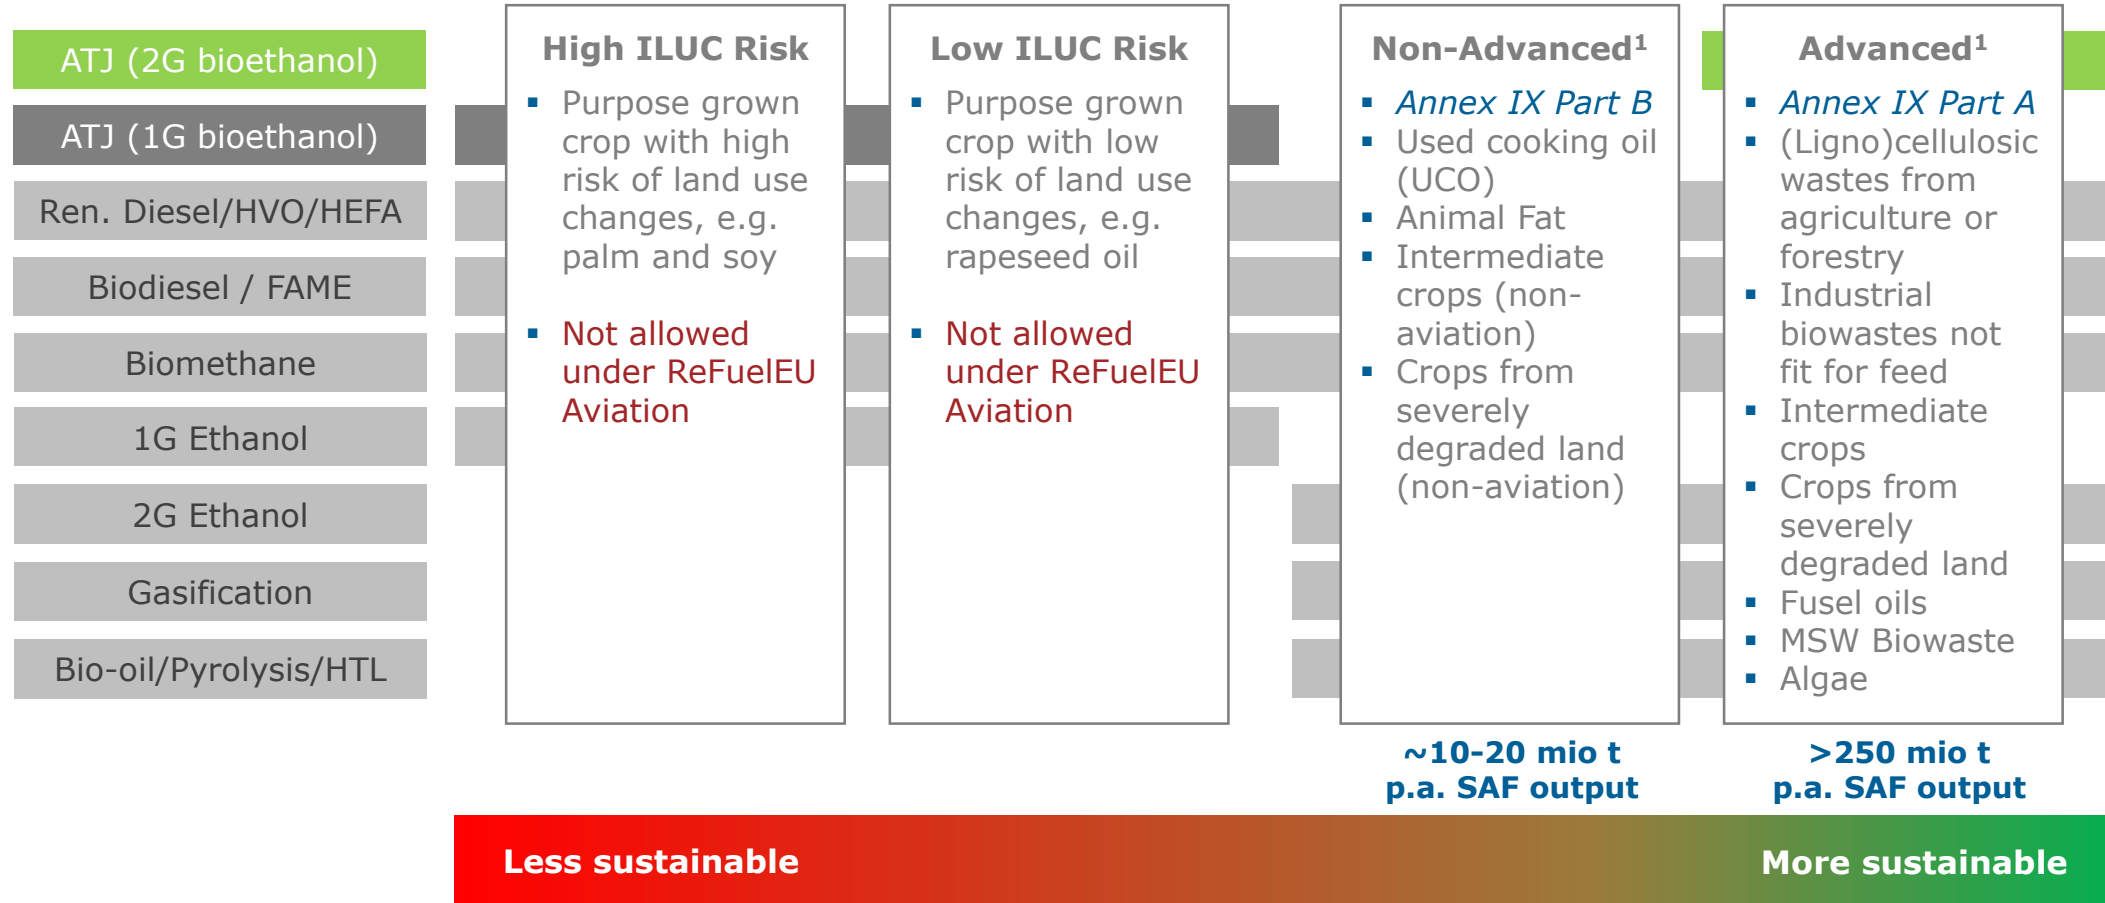 ATJ (2G bioethanol)
ATJ (1G bioethanol)
Ren. Diesel/HVO/HEFA
Biodiesel / FAME
Biomethane
1G Ethanol
2G Ethanol
Gasification
Bio-oil/Pyrolysis/HTL
High ILUC Risk
▪ Purpose grown
crop with high
risk of land use
changes, e.g.
palm and soy
▪ Not allowed
under ReFuelEU
Aviation
Low ILUC Risk
▪ Purpose grown
crop with low
risk of land use
changes, e.g.
rapeseed oil
▪ Not allowed
under ReFuelEU
Aviation
Non-Advanced¹
▪ Annex IX Part B
▪ Used cooking oil
(UCO)
▪ Animal Fat
▪ Intermediate
crops (non-
aviation)
▪ Crops from
severely
degraded land
(non-aviation)
~10-20 mio t
p.a. SAF output
Advanced¹
▪ Annex IX Part A
▪ (Ligno)cellulosic
wastes from
agriculture or
forestry
▪ Industrial
biowastes not
fit for feed
▪ Intermediate
crops
▪ Crops from
severely
degraded land
▪ Fusel oils
▪ MSW Biowaste
▪ Algae
>250 mio t
p.a. SAF output
Less sustainable
More sustainable